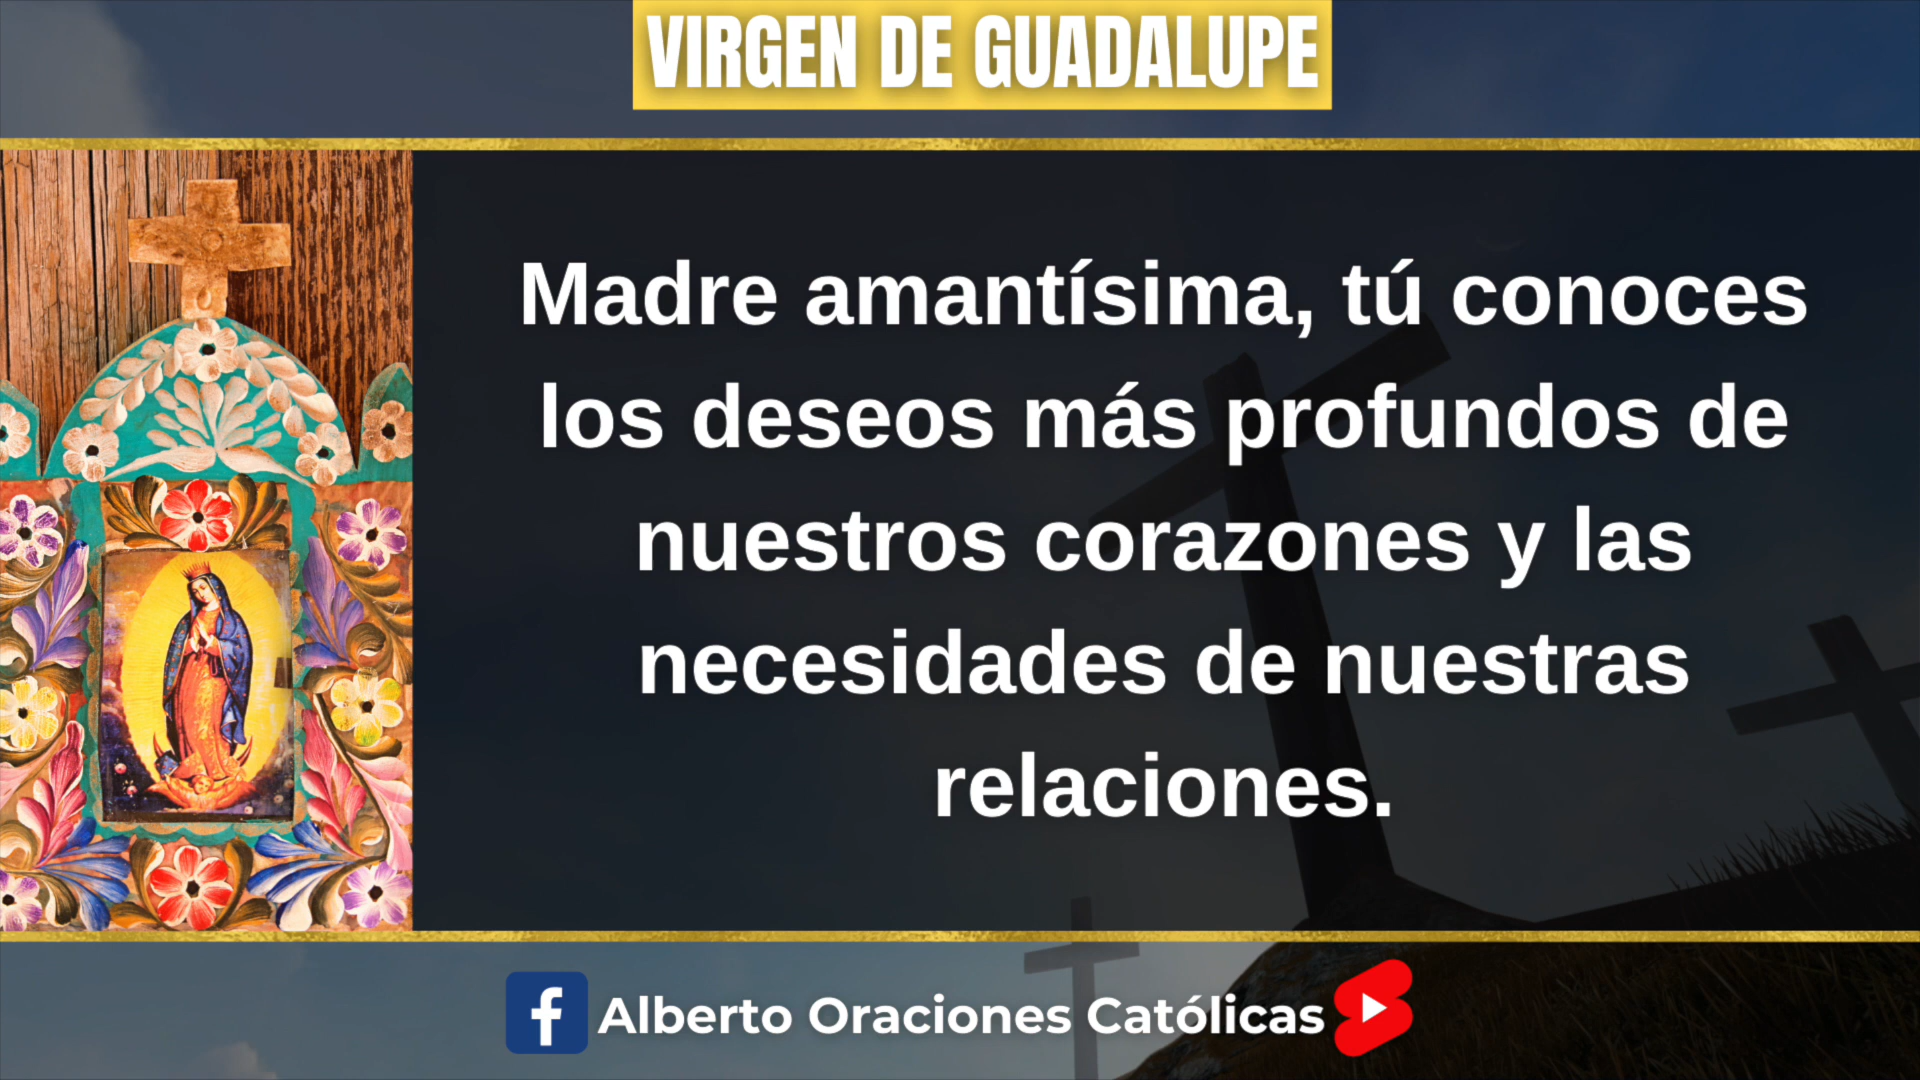 VIRGEN DE GUADALUPE
Madre amantísima, tú conoces
los deseos más profundos de
nuestros corazones y las
necesidades de nuestras
relaciones.
Alberto Oraciones Católicas